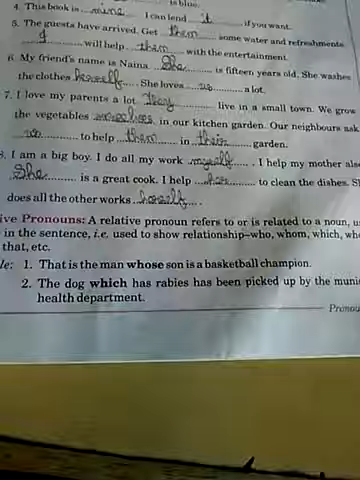 is blue.
4. This book is mine. I can lend it if you want.
5. The guests have arrived. Get them some water and refreshments.
I will help them with the entertainment.
6. My friend's name is Naina. She is fifteen years old. She washes
the clothes herself. She loves us a lot.
7. I love my parents a lot. They live in a small town. We grow
the vegetables ourselves in our kitchen garden. Our neighbours ask
us to help them in their garden.
8. I am a big boy. I do all my work myself. I help my mother also
She is a great cook. I help her to clean the dishes. S
does all the other works herself.
ive Pronouns: A relative pronoun refers to or is related to a noun, u
in the sentence, i.e. used to show relationship–who, whom, which, who
that, etc.
le: 1. That is the man whose son is a basketball champion.
2. The dog which has rabies has been picked up by the muni
health department.
Pronou